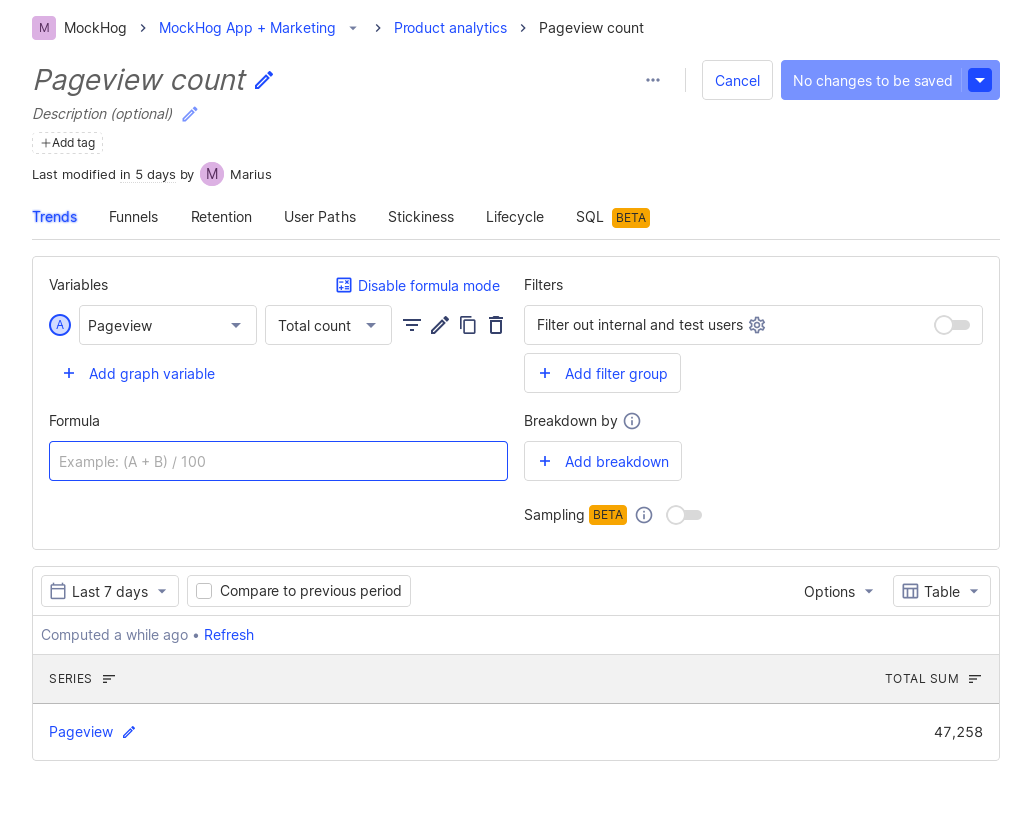 M MockHog MockHog App + Marketing Product analytics Pageview count
Pageview count
Cancel No changes to be saved
Description (optional)
Add tag
Last modified in 5 days by M Marius
Trends Funnels Retention User Paths Stickiness Lifecycle SQL BETA
Variables Disable formula mode
A Pageview Total count
Add graph variable
Formula
Example: (A + B) / 100
Filters
Filter out internal and test users
Add filter group
Breakdown by
Add breakdown
Sampling BETA
Last 7 days Compare to previous period Options Table
Computed a while ago • Refresh
SERIES TOTAL SUM
Pageview 47,258